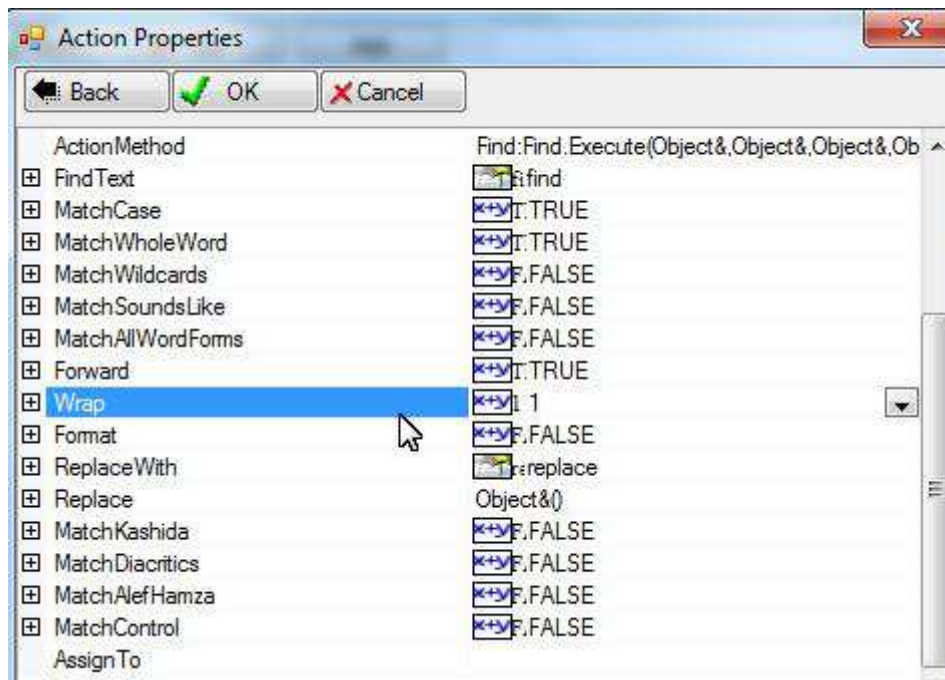 Action Properties
Back OK Cancel
ActionMethod Find:Find.Execute(Object&,Object&,Object&,Ob
FindText find
MatchCase TRUE
MatchWholeWord TRUE
MatchWildcards FALSE
MatchSoundsLike FALSE
MatchAllWordForms FALSE
Forward TRUE
Wrap 1
Format FALSE
ReplaceWith replace
Replace Object&()
MatchKashida FALSE
MatchDiacritics FALSE
MatchAlefHamza FALSE
MatchControl FALSE
AssignTo